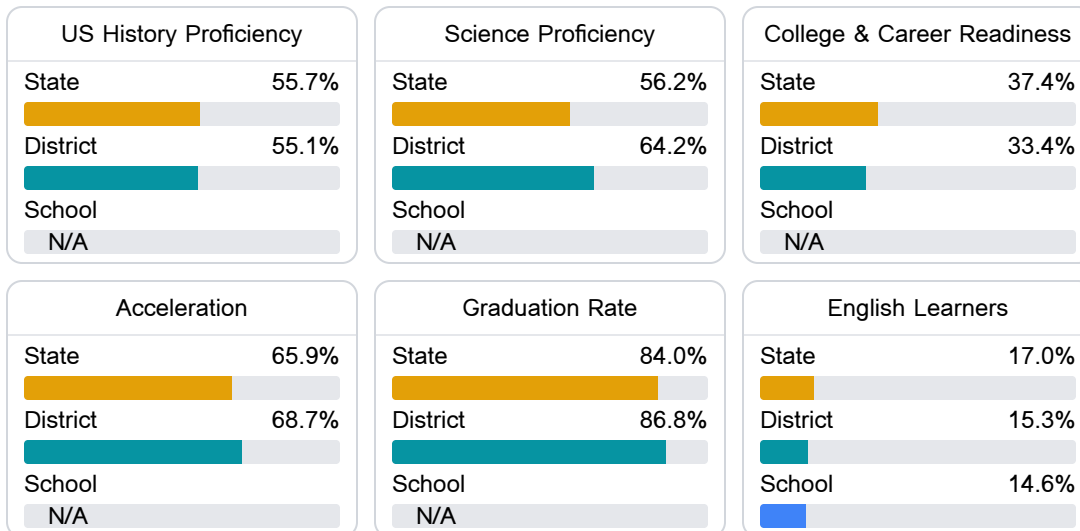 US History Proficiency
State 55.7%
District 55.1%
School
N/A
Science Proficiency
State 56.2%
District 64.2%
School
N/A
College & Career Readiness
State 37.4%
District 33.4%
School
N/A
Acceleration
State 65.9%
District 68.7%
School
N/A
Graduation Rate
State 84.0%
District 86.8%
School
N/A
English Learners
State 17.0%
District 15.3%
School 14.6%